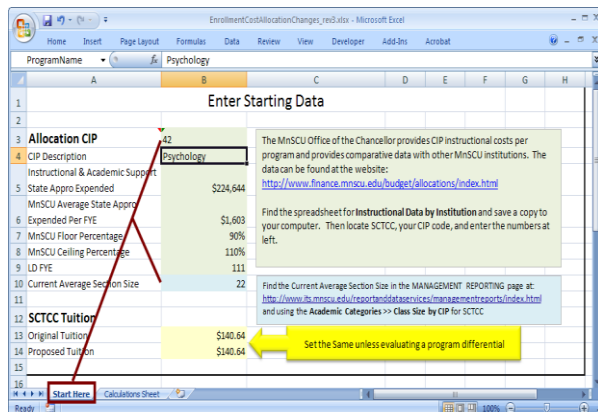 EnrollmentCostAllocationChanges_rev3.xlsx - Microsoft Excel
Home Insert Page Layout Formulas Data Review View Developer Add-Ins Acrobat
ProgramName fx Psychology
A B C D E F G H
1 Enter Starting Data
2
3 Allocation CIP 42
4 CIP Description Psychology
Instructional & Academic Support
5 State Appro Expended $224,644
MnSCU Average State Appro
6 Expended Per FYE $1,603
7 MnSCU Floor Percentage 90%
8 MnSCU Ceiling Percentage 110%
9 LD FYE 111
10 Current Average Section Size 22
11
12 SCTCC Tuition
13 Original Tuition $140.64
14 Proposed Tuition $140.64
15
16
The MnSCU Office of the Chancellor provides CIP instructional costs per
program and provides comparative data with other MnSCU institutions. The
data can be found at the website:
http://www.finance.mnscu.edu/budget/allocations/index.html
Find the spreadsheet for Instructional Data by Institution and save a copy to
your computer. Then locate SCTCC, your CIP code, and enter the numbers at
left.
Find the Current Average Section Size in the MANAGEMENT REPORTING page at:
http://www.its.mnscu.edu/reportanddataservices/managementreports/index.html
and using the Academic Categories >> Class Size by CIP for SCTCC
Set the Same unless evaluating a program differential
Start Here Calculations Sheet
Ready 100%